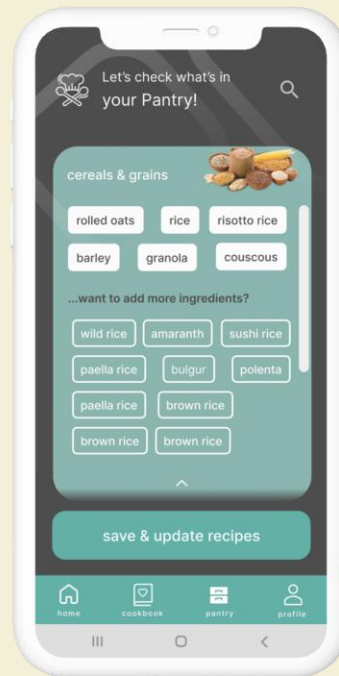 Let's check what's in
your Pantry!
cereals & grains
rolled oats rice risotto rice
barley granola couscous
...want to add more ingredients?
wild rice amaranth sushi rice
paella rice bulgur polenta
paella rice brown rice
brown rice brown rice
save & update recipes
home cookbook pantry profile